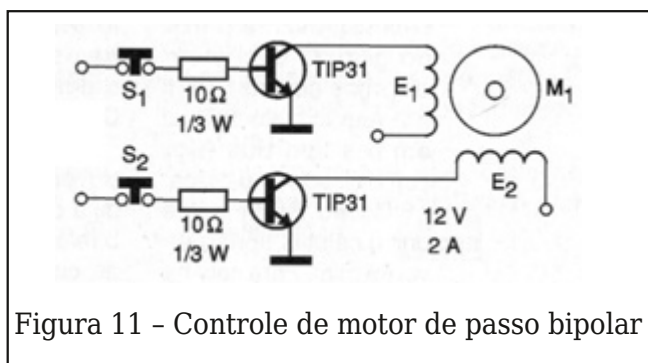 S1
10Ω
1/3 W
TIP31
E1
M1
S2
10Ω
1/3 W
TIP31
E2
12 V
2 A
Figura 11 – Controle de motor de passo bipolar